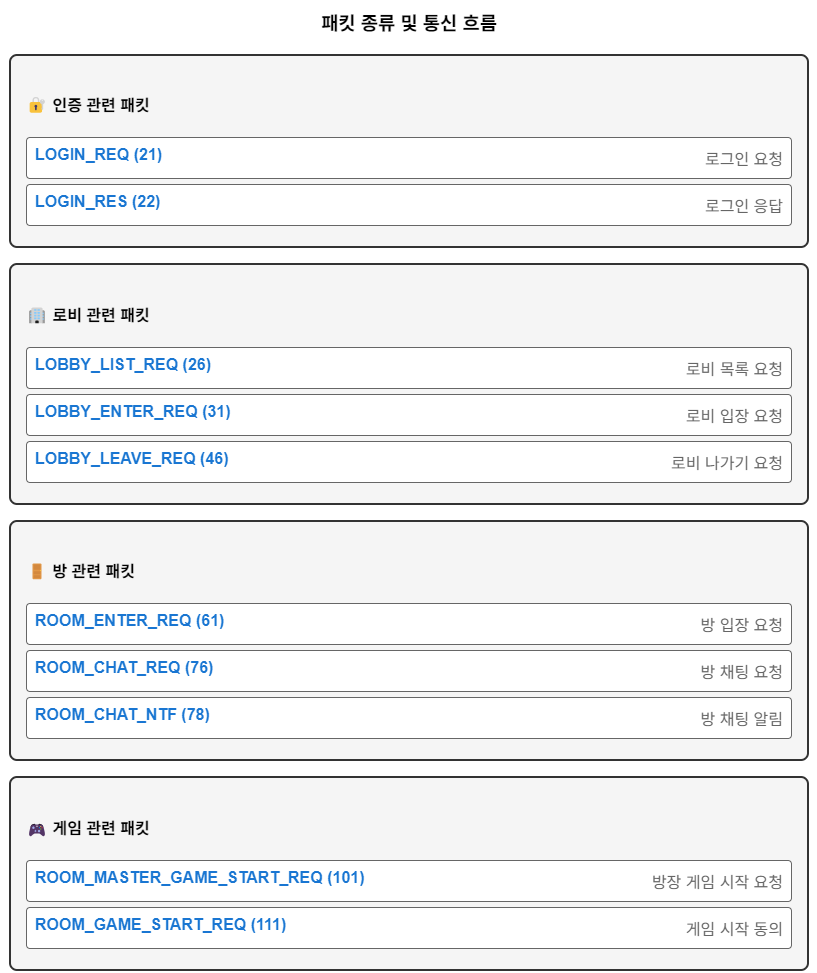 패킷 종류 및 통신 흐름
🔐 인증 관련 패킷
LOGIN_REQ (21) 로그인 요청
LOGIN_RES (22) 로그인 응답
🏢 로비 관련 패킷
LOBBY_LIST_REQ (26) 로비 목록 요청
LOBBY_ENTER_REQ (31) 로비 입장 요청
LOBBY_LEAVE_REQ (46) 로비 나가기 요청
🚪 방 관련 패킷
ROOM_ENTER_REQ (61) 방 입장 요청
ROOM_CHAT_REQ (76) 방 채팅 요청
ROOM_CHAT_NTF (78) 방 채팅 알림
🎮 게임 관련 패킷
ROOM_MASTER_GAME_START_REQ (101) 방장 게임 시작 요청
ROOM_GAME_START_REQ (111) 게임 시작 동의